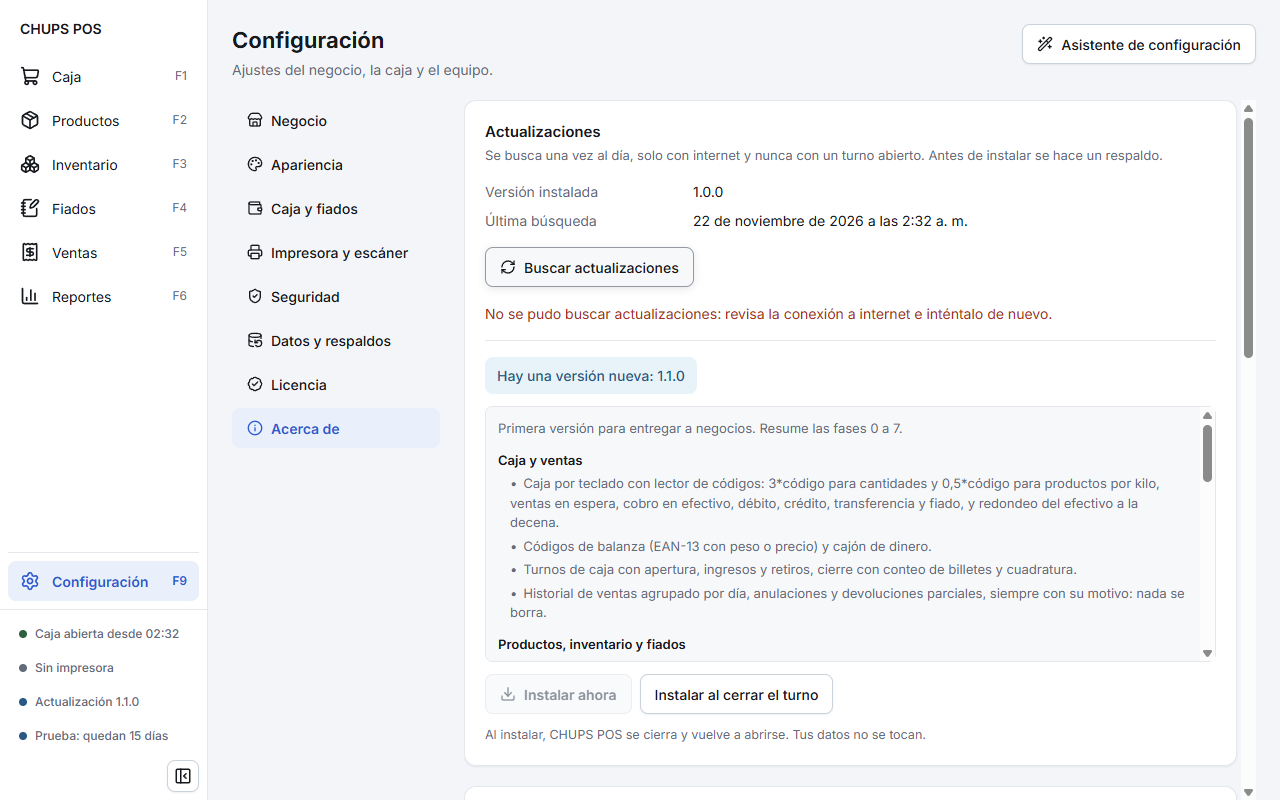 CHUPS POS
Caja F1
Productos F2
Inventario F3
Fiados F4
Ventas F5
Reportes F6
Configuración F9
Caja abierta desde 02:32
Sin impresora
Actualización 1.1.0
Prueba: quedan 15 días
Configuración
Ajustes del negocio, la caja y el equipo.
Asistente de configuración
Negocio
Apariencia
Caja y fiados
Impresora y escáner
Seguridad
Datos y respaldos
Licencia
Acerca de
Actualizaciones
Se busca una vez al día, solo con internet y nunca con un turno abierto. Antes de instalar se hace un respaldo.
Versión instalada 1.0.0
Última búsqueda 22 de noviembre de 2026 a las 2:32 a. m.
Buscar actualizaciones
No se pudo buscar actualizaciones: revisa la conexión a internet e inténtalo de nuevo.
Hay una versión nueva: 1.1.0
Primera versión para entregar a negocios. Resume las fases 0 a 7.
Caja y ventas
• Caja por teclado con lector de códigos: 3*código para cantidades y 0,5*código para productos por kilo,
ventas en espera, cobro en efectivo, débito, crédito, transferencia y fiado, y redondeo del efectivo a la
decena.
• Códigos de balanza (EAN-13 con peso o precio) y cajón de dinero.
• Turnos de caja con apertura, ingresos y retiros, cierre con conteo de billetes y cuadratura.
• Historial de ventas agrupado por día, anulaciones y devoluciones parciales, siempre con su motivo: nada se
borra.
Productos, inventario y fiados
Instalar ahora
Instalar al cerrar el turno
Al instalar, CHUPS POS se cierra y vuelve a abrirse. Tus datos no se tocan.